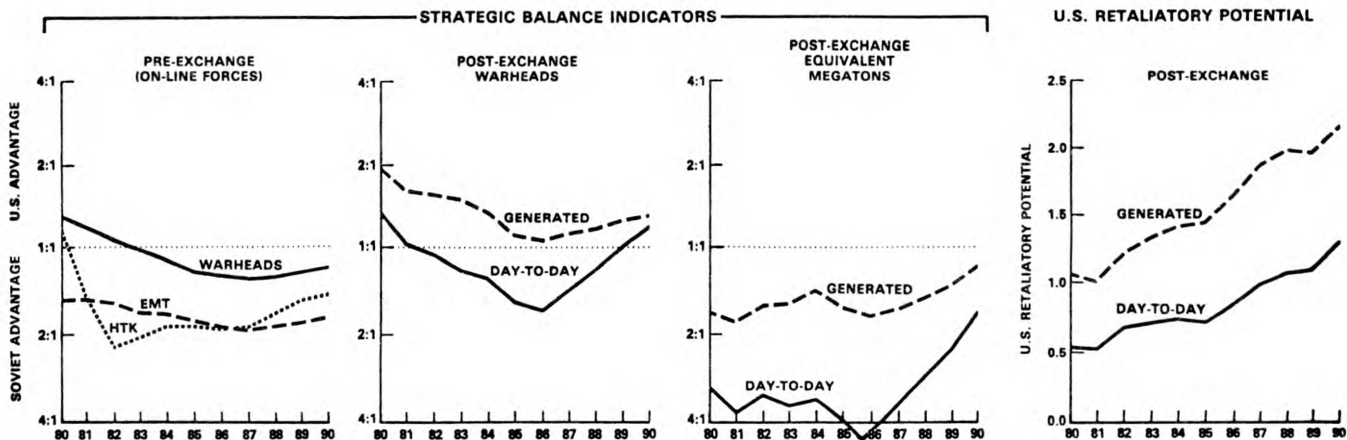 STRATEGIC BALANCE INDICATORS
U.S. RETALIATORY POTENTIAL
PRE-EXCHANGE
(ON-LINE FORCES)
4:1
2:1
1:1
2:1
4:1
U.S. ADVANTAGE
SOVIET ADVANTAGE
WARHEADS
EMT
HTK
80 81 82 83 84 85 86 87 88 89 90
POST-EXCHANGE
WARHEADS
4:1
2:1
1:1
2:1
4:1
GENERATED
DAY-TO-DAY
80 81 82 83 84 85 86 87 88 89 90
POST-EXCHANGE
EQUIVALENT
MEGATONS
4:1
2:1
1:1
2:1
4:1
GENERATED
DAY-TO-DAY
80 81 82 83 84 85 86 87 88 89 90
POST-EXCHANGE
2.5
2.0
1.5
1.0
0.5
0.0
U.S. RETALIATORY POTENTIAL
GENERATED
DAY-TO-DAY
80 81 82 83 84 85 86 87 88 89 90